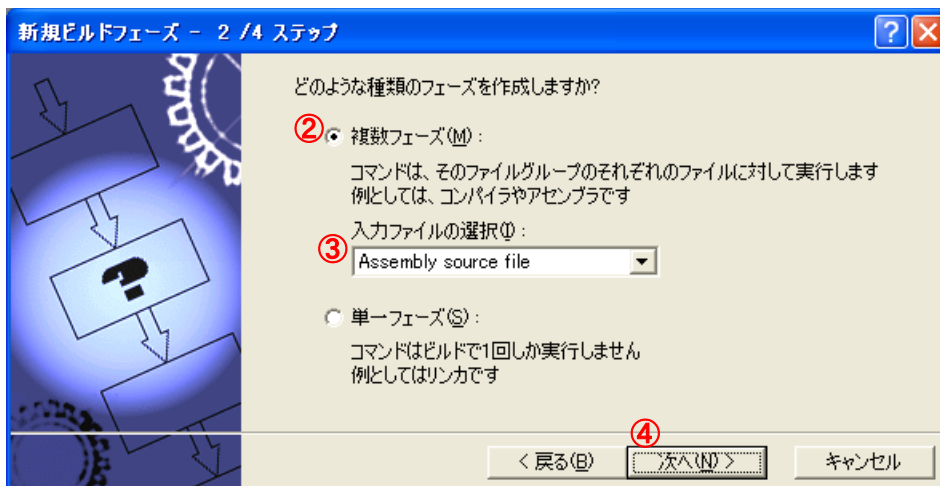 新規ビルドフェーズ - 2 /4 ステップ
どのような種類のフェーズを作成しますか?
② 複数フェーズ(M) :
コマンドは、そのファイルグループのそれぞれのファイルに対して実行します
例としては、コンパイラやアセンブラです
入力ファイルの選択(I) :
③ Assembly source file
単一フェーズ(S) :
コマンドはビルドで1回しか実行しません
例としてはリンカです
④
< 戻る(B) 次へ(N) > キャンセル